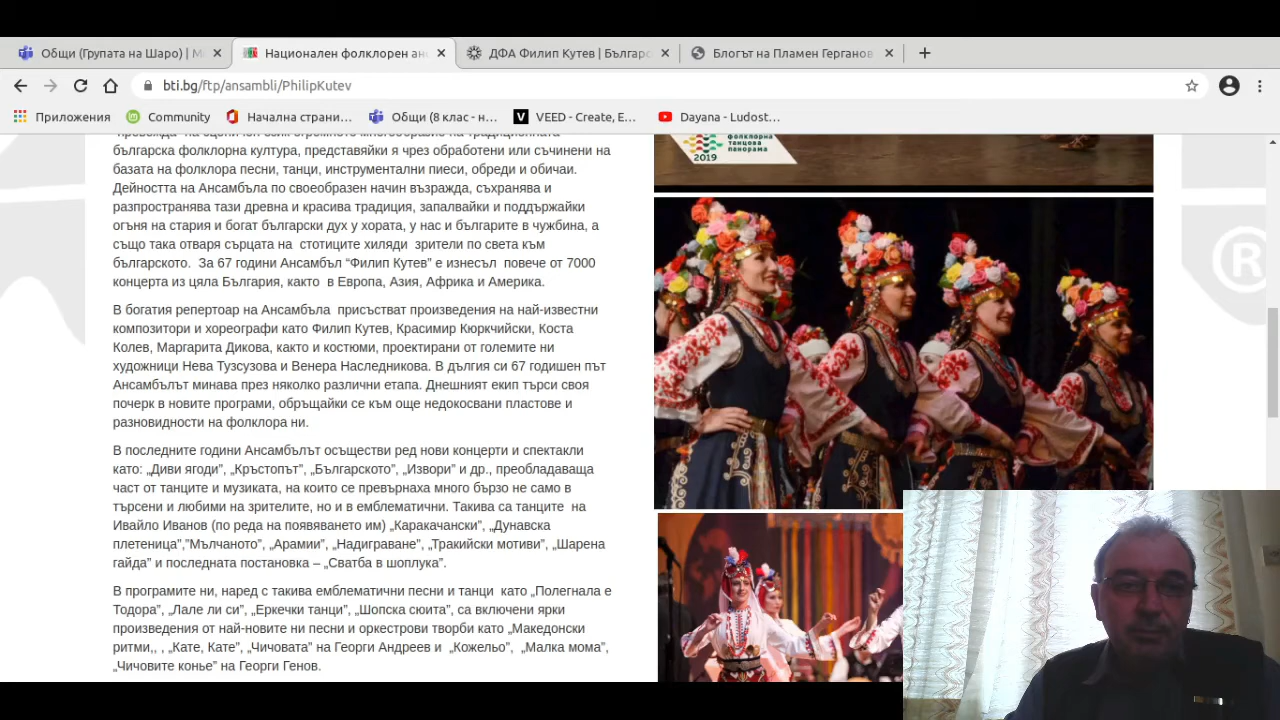 Общи (Групата на Шаро) | М
Национален фолклорен анс
ДФА Филип Кутев | Българс
Блогът на Пламен Герганов
bti.bg/ftp/ansambli/PhilipKutev
Приложения
Community
Начална страни...
Общи (8 клас - н...
VEED - Create, E...
Dayana - Ludost...
българска фолклорна култура, представяйки я чрез обработени или съчинени на
базата на фолклора песни, танци, инструментални пиеси, обреди и обичаи.
Дейността на Ансамбъла по своеобразен начин възражда, съхранява и
разпространява тази древна и красива традиция, запалвайки и поддържайки
огъня на стария и богат български дух у хората, у нас и българите в чужбина, а
също така отваря сърцата на стотиците хиляди зрители по света към
българското. За 67 години Ансамбъл “Филип Кутев” е изнесъл повече от 7000
концерта из цяла България, както в Европа, Азия, Африка и Америка.
В богатия репертоар на Ансамбъла присъстват произведения на най-известни
композитори и хореографи като Филип Кутев, Красимир Кюркчийски, Коста
Колев, Маргарита Дикова, както и костюми, проектирани от големите ни
художници Нева Тузсузова и Венера Наследникова. В дългия си 67 годишен път
Ансамбълът минава през няколко различни етапа. Днешният екип търси своя
почерк в новите програми, обръщайки се към още недокосвани пластове и
разновидности на фолклора ни.
В последните години Ансамбълът осъществи ред нови концерти и спектакли
като: „Диви ягоди”, „Кръстопът”, „Българското”, „Извори” и др., преобладаваща
част от танците и музиката, на които се превърнаха много бързо не само в
търсени и любими на зрителите, но и в емблематични. Такива са танците на
Ивайло Иванов (по реда на появяването им) „Каракачански”, „Дунавска
плетеница”,”Мълчаното”, „Арамии”, „Надиграване”, „Тракийски мотиви”, „Шарена
гайда” и последната постановка – „Сватба в шоплука”.
В програмите ни, наред с такива емблематични песни и танци като „Полегнала е
Тодора”, „Лале ли си”, „Еркечки танци”, „Шопска сюита”, са включени ярки
произведения от най-новите ни песни и оркестрови творби като „Македонски
ритми,, , „Кате, Кате”, „Чичовата” на Георги Андреев и „Кожельо”, „Малка мома”,
„Чичовите конье” на Георги Генов.
фолклорна
танцова
панорама
2019
®